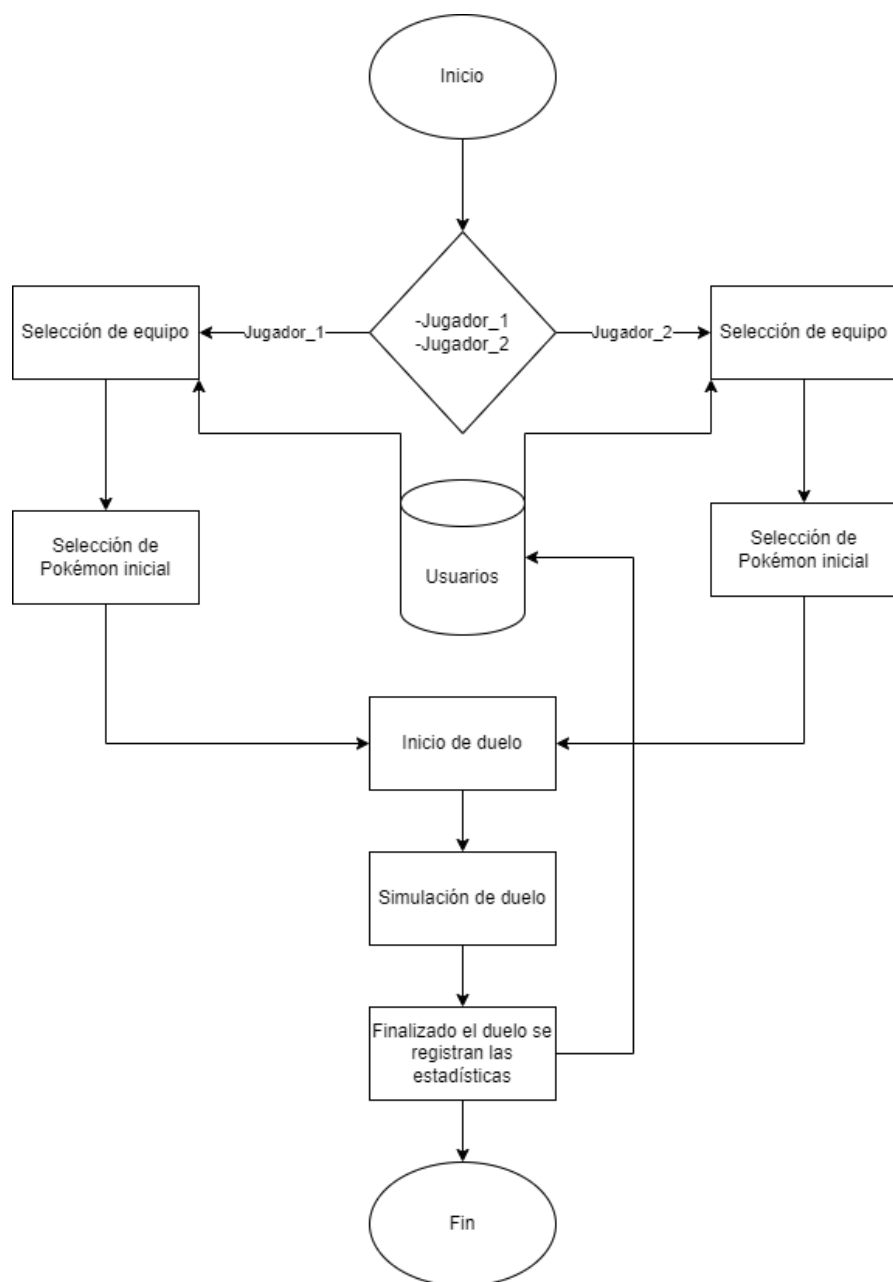 Inicio
-Jugador_1
-Jugador_2
Jugador_1
Jugador_2
Selección de equipo
Selección de equipo
Selección de
Pokémon inicial
Usuarios
Selección de
Pokémon inicial
Inicio de duelo
Simulación de duelo
Finalizado el duelo se
registran las
estadísticas
Fin